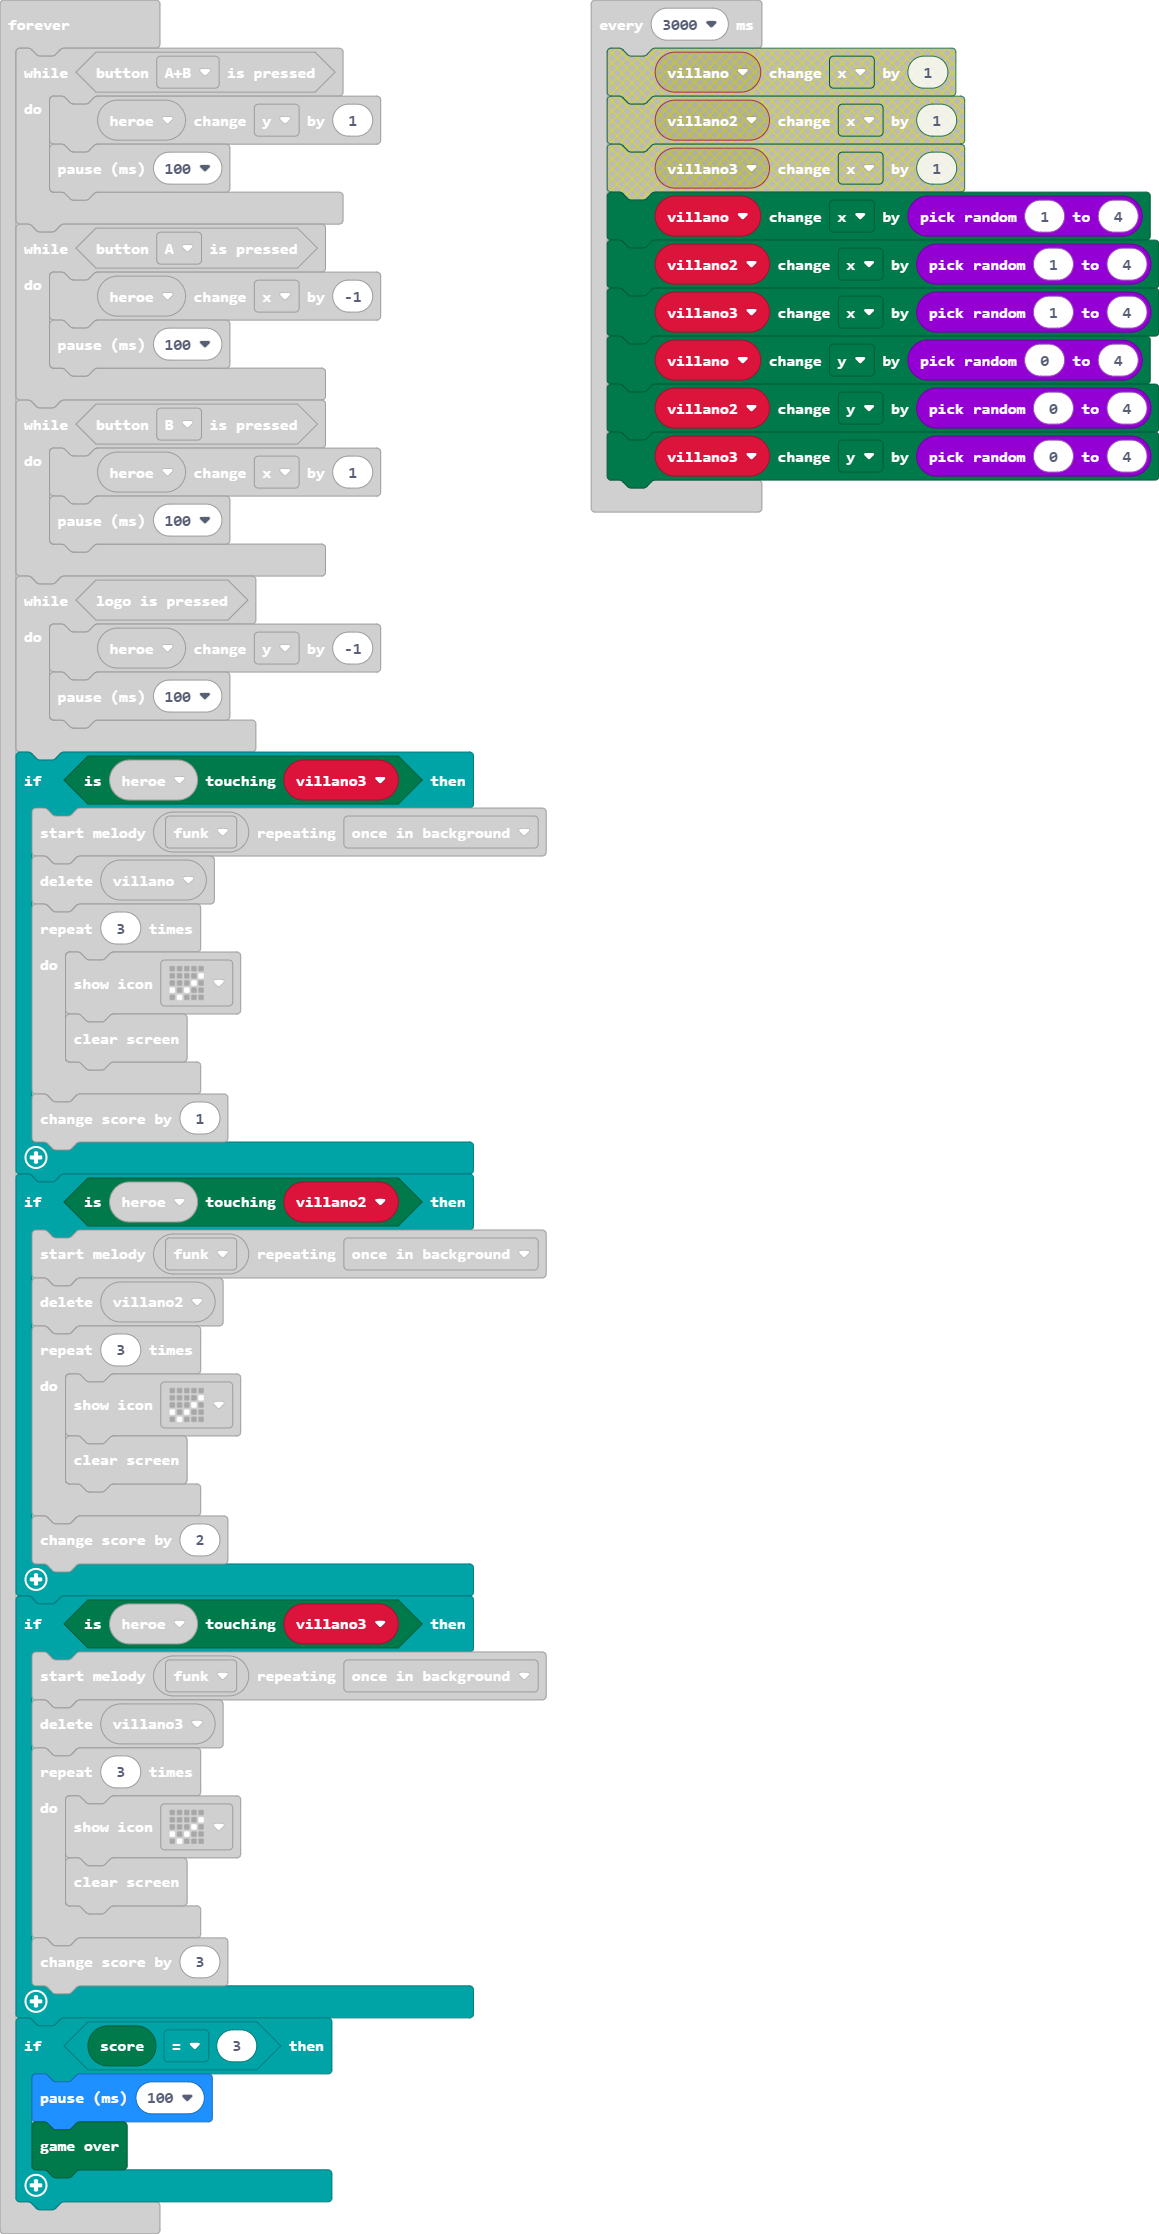 forever
while button A+B is pressed
do
heroe change y by 1
pause (ms) 100
while button A is pressed
do
heroe change x by -1
pause (ms) 100
while button B is pressed
do
heroe change x by 1
pause (ms) 100
while logo is pressed
do
heroe change y by -1
pause (ms) 100
if is heroe touching villano3 then
start melody funk repeating once in background
delete villano
repeat 3 times
do
show icon
clear screen
change score by 1
if is heroe touching villano2 then
start melody funk repeating once in background
delete villano2
repeat 3 times
do
show icon
clear screen
change score by 2
if is heroe touching villano3 then
start melody funk repeating once in background
delete villano3
repeat 3 times
do
show icon
clear screen
change score by 3
if score = 3 then
pause (ms) 100
game over
every 3000 ms
villano change x by 1
villano2 change x by 1
villano3 change x by 1
villano change x by pick random 1 to 4
villano2 change x by pick random 1 to 4
villano3 change x by pick random 1 to 4
villano change y by pick random 0 to 4
villano2 change y by pick random 0 to 4
villano3 change y by pick random 0 to 4